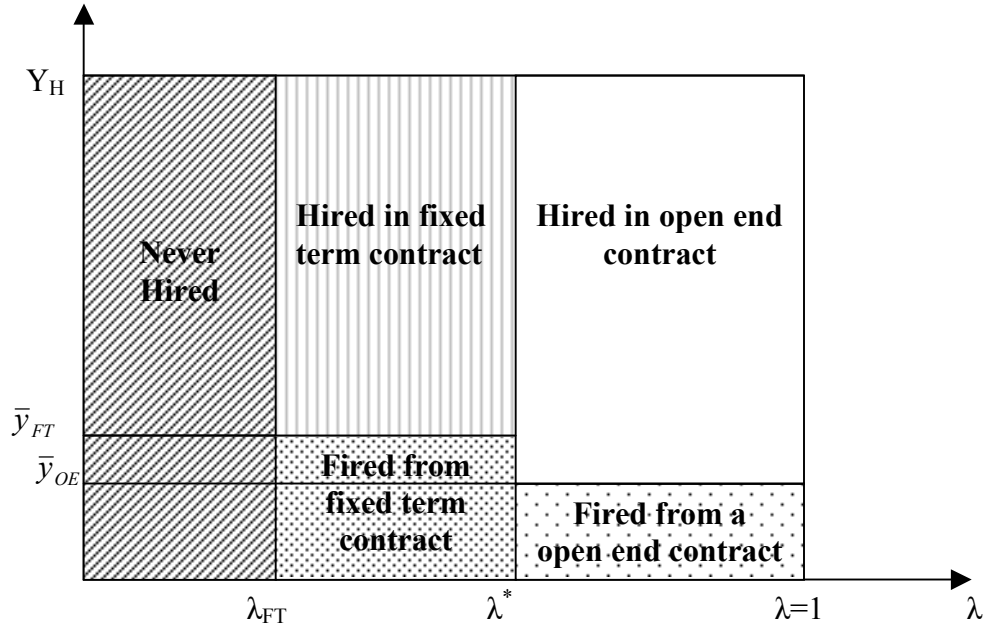 Y_H
Never
Hired
Hired in fixed
term contract
Hired in open end
contract
ȳ_FT
ȳ_OE
Fired from
fixed term
contract
Fired from a
open end contract
λ_FT
λ*
λ=1
λ